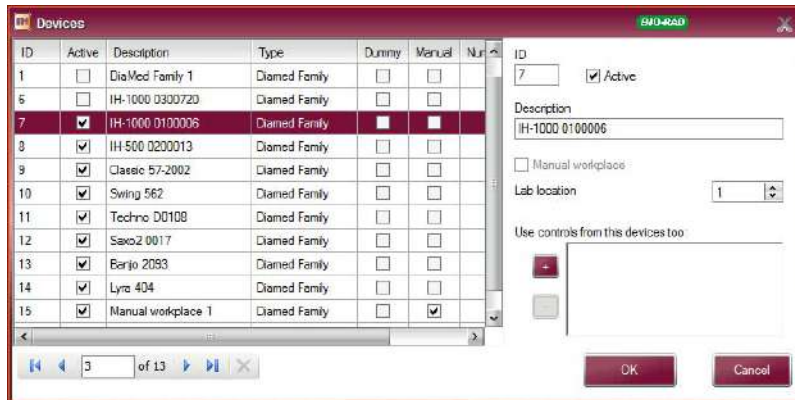 Devices
BIO-RAD
ID Active Description Type Dummy Manual
1 DiaMed Family 1 Diamed Family
6 IH-1000 0300720 Diamed Family
7 IH-1000 0100006 Diamed Family
8 IH-500 0200013 Diamed Family
9 Classic 57-2002 Diamed Family
10 Swing 562 Diamed Family
11 Techno D0108 Diamed Family
12 Saxo2 0017 Diamed Family
13 Banjo 2093 Diamed Family
14 Lyra 404 Diamed Family
15 Manual workplace 1 Diamed Family
3 of 13
ID
7 Active
Description
IH-1000 0100006
Manual workplace
Lab location 1
Use controls from this devices too
+
-
OK Cancel